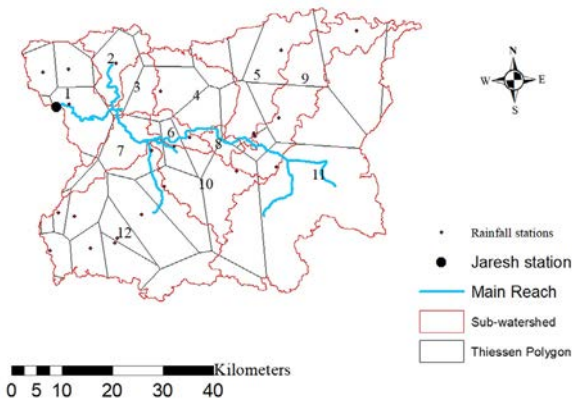 2
5
9
3
4
1
6
8
7
10
11
12
N
W E
S
Rainfall stations
Jaresh station
Main Reach
Sub-watershed
Thiessen Polygon
Kilometers
0 5 10 20 30 40